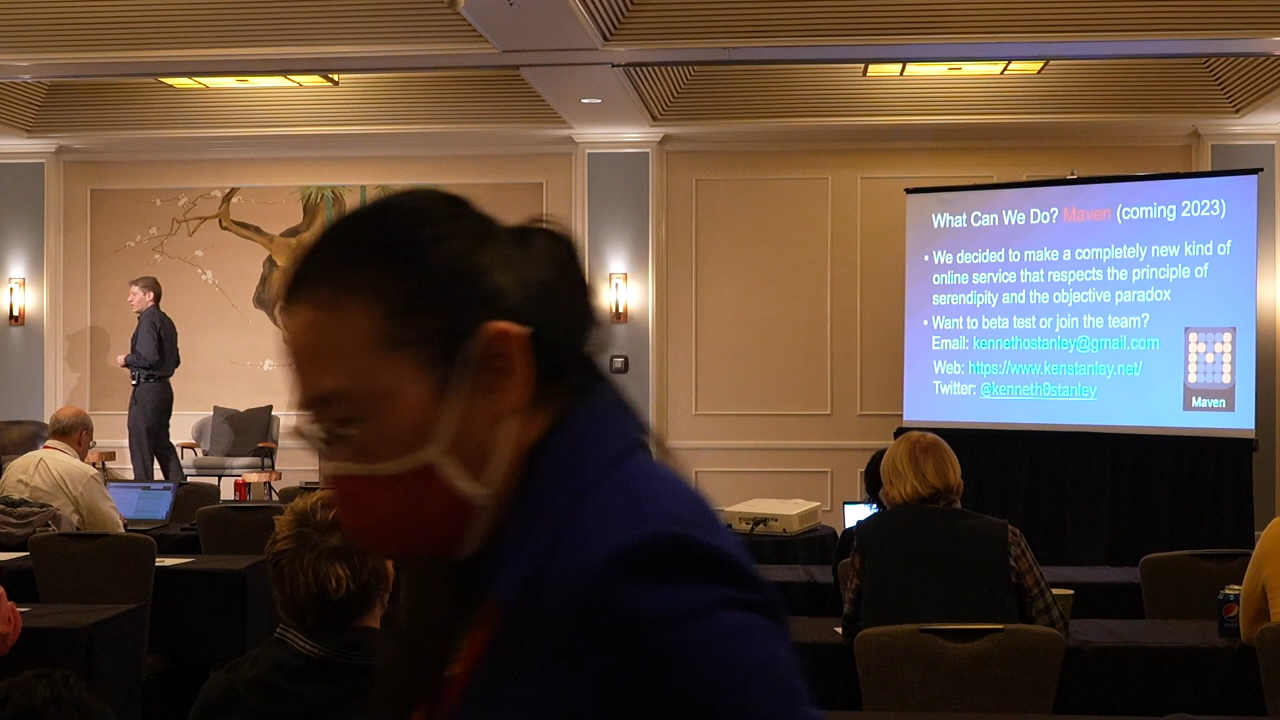 What Can We Do? Maven (coming 2023)
• We decided to make a completely new kind of
online service that respects the principle of
serendipity and the objective paradox
• Want to beta test or join the team?
Email: kennethostanley@gmail.com
Web: https://www.kenstanley.net/
Twitter: @kenneth0stanley
M
Maven
pepsi